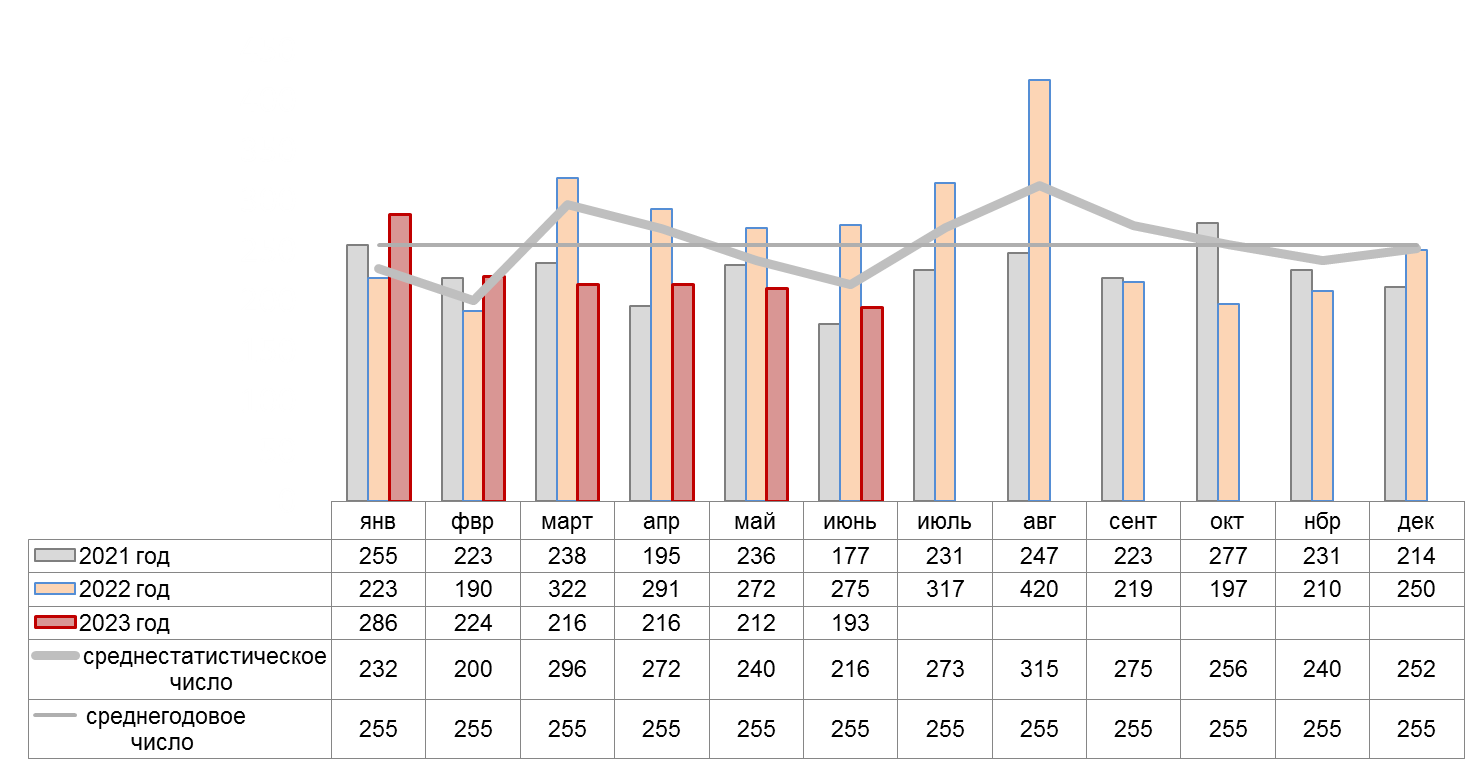 янв фвр март апр май июнь июль авг сент окт нбр дек
2021 год 255 223 238 195 236 177 231 247 223 277 231 214
2022 год 223 190 322 291 272 275 317 420 219 197 210 250
2023 год 286 224 216 216 212 193
среднестатистическое
число 232 200 296 272 240 216 273 315 275 256 240 252
среднегодовое
число 255 255 255 255 255 255 255 255 255 255 255 255